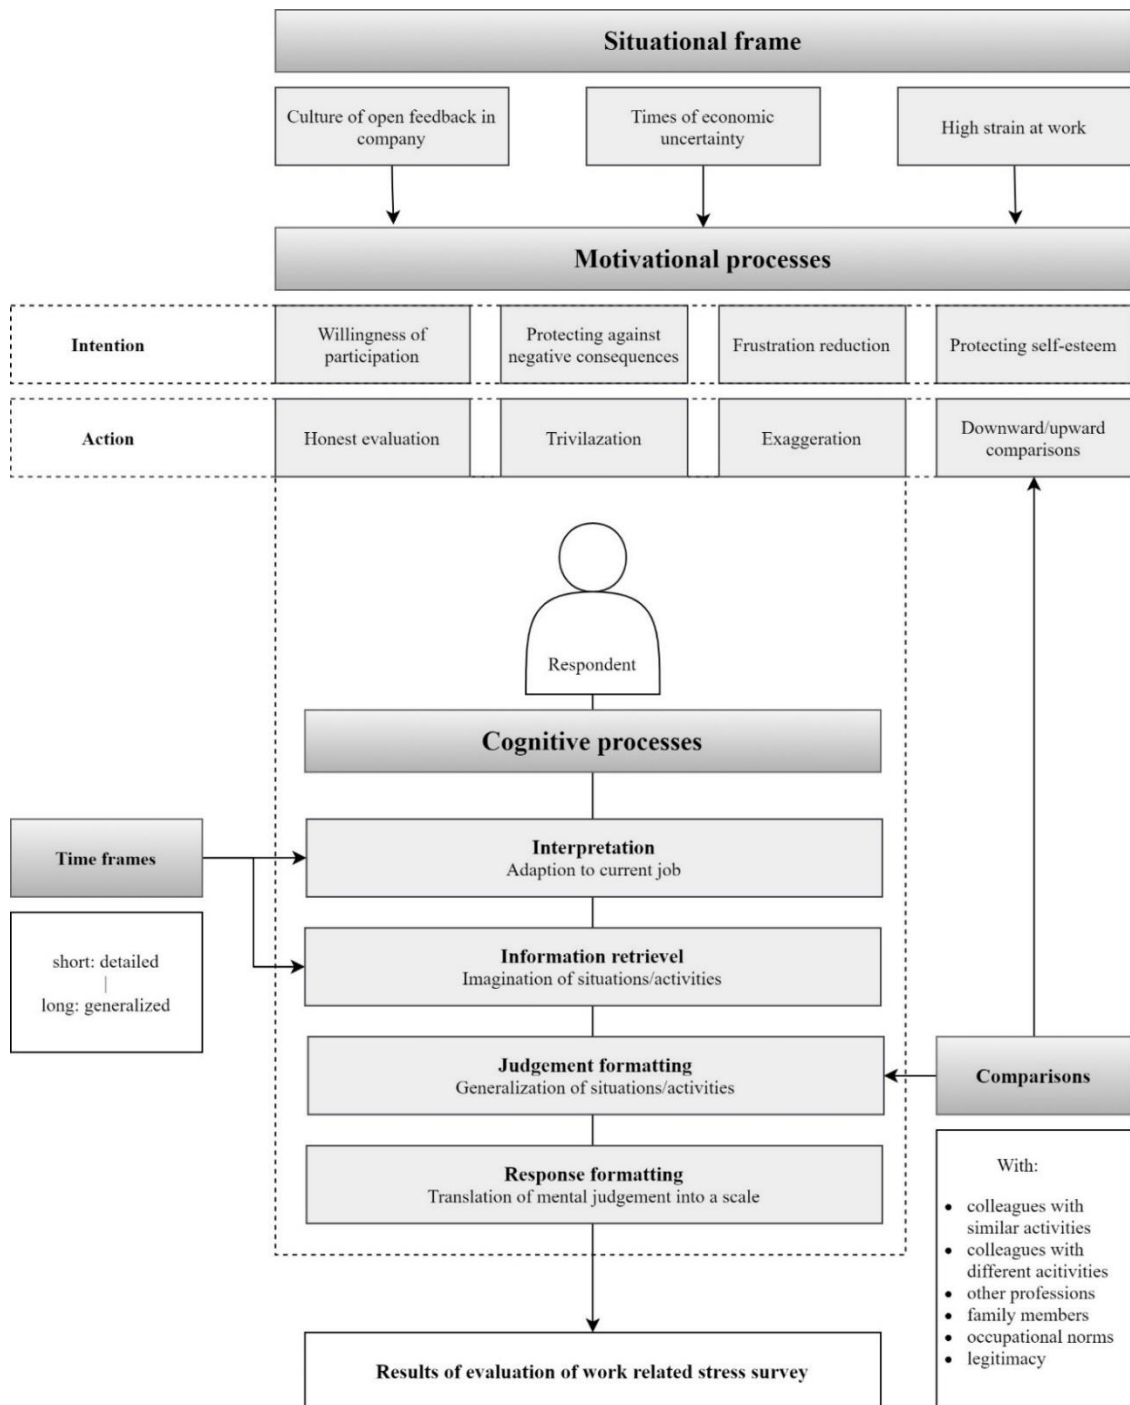 Situational frame
Culture of open feedback in
company
Times of economic
uncertainty
High strain at work
Motivational processes
Intention
Willingness of
participation
Protecting against
negative consequences
Frustration reduction
Protecting self-esteem
Action
Honest evaluation
Trivilazation
Exaggeration
Downward/upward
comparisons
Respondent
Cognitive processes
Time frames
short: detailed
|
long: generalized
Interpretation
Adaption to current job
Information retrievel
Imagination of situations/activities
Judgement formatting
Generalization of situations/activities
Response formatting
Translation of mental judgement into a scale
Comparisons
With:
• colleagues with
similar activities
• colleagues with
different acitivities
• other professions
• family members
• occupational norms
• legitimacy
Results of evaluation of work related stress survey